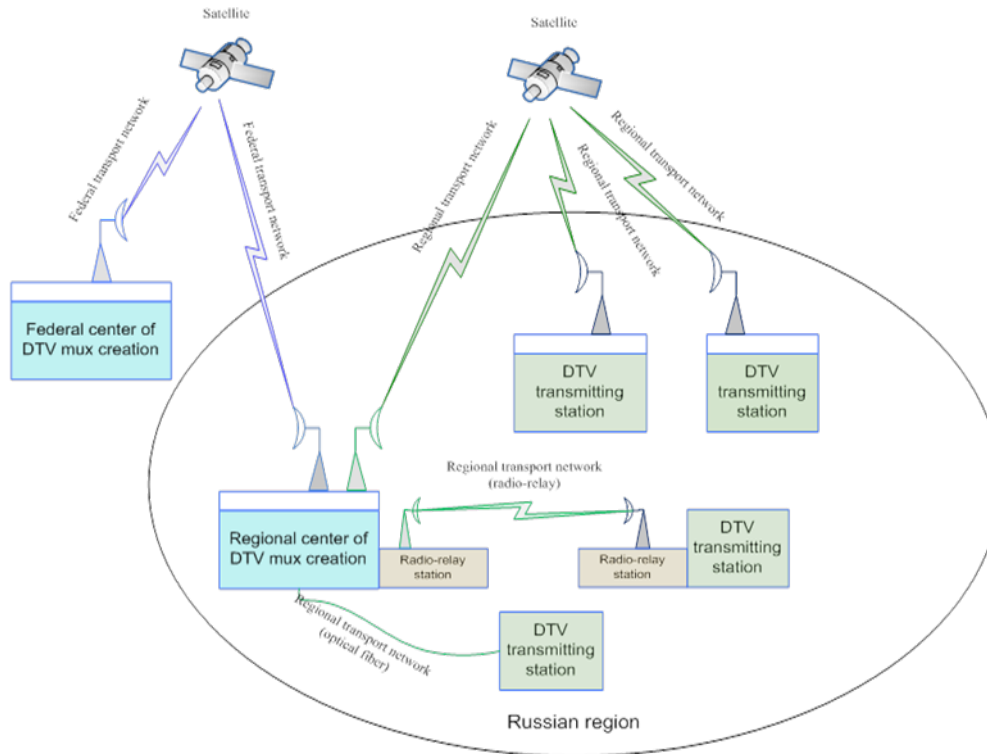 Satellite
Satellite
Federal transport network
Federal transport network
Regional transport network
Regional transport network
Regional transport network
Federal center of
DTV mux creation
DTV
transmitting
station
DTV
transmitting
station
Regional transport network
(radio-relay)
Regional center of
DTV mux creation
Radio-relay
station
Radio-relay
station
DTV
transmitting
station
Regional transport network
(optical fiber)
DTV
transmitting
station
Russian region